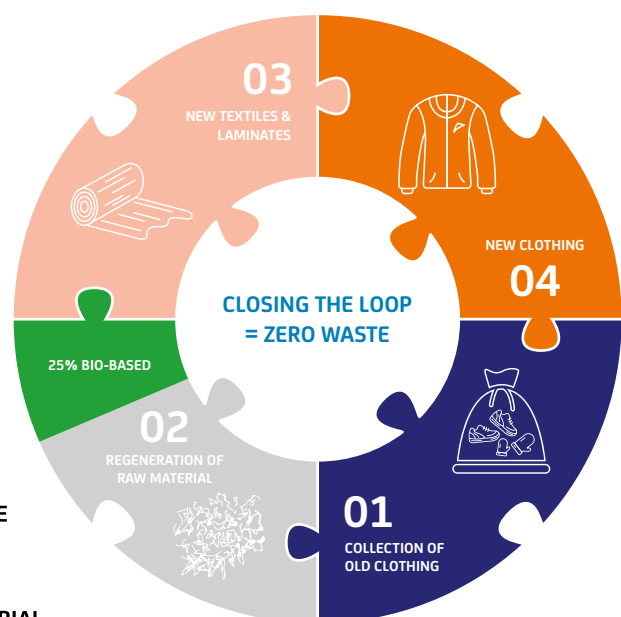 03
NEW TEXTILES &
LAMINATES
NEW CLOTHING
04
CLOSING THE LOOP
= ZERO WASTE
25% BIO-BASED
02
REGENERATION OF
RAW MATERIAL
01
COLLECTION OF
OLD CLOTHING
E
RIAL